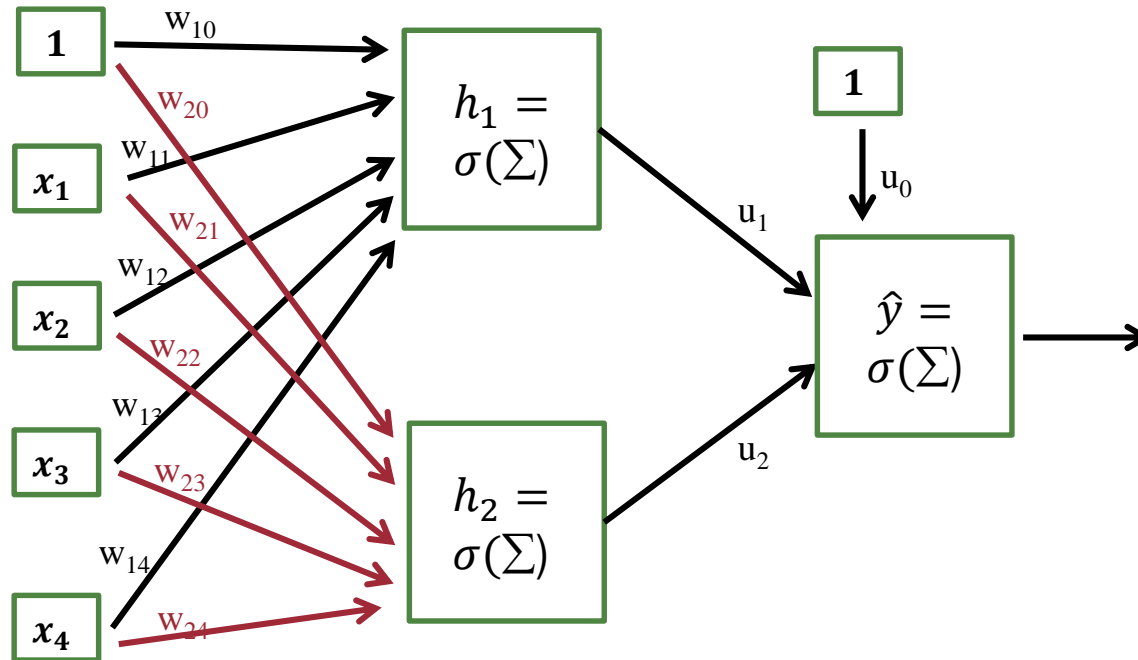 1
w₁₀
w₂₀
h₁ =
σ(∑)
1
x₁
w₁₁
w₂₁
u₁
u₀
x₂
w₁₂
w₂₂
ŷ =
σ(∑)
x₃
w₁₃
w₂₃
h₂ =
σ(∑)
u₂
x₄
w₁₄
w₂₄